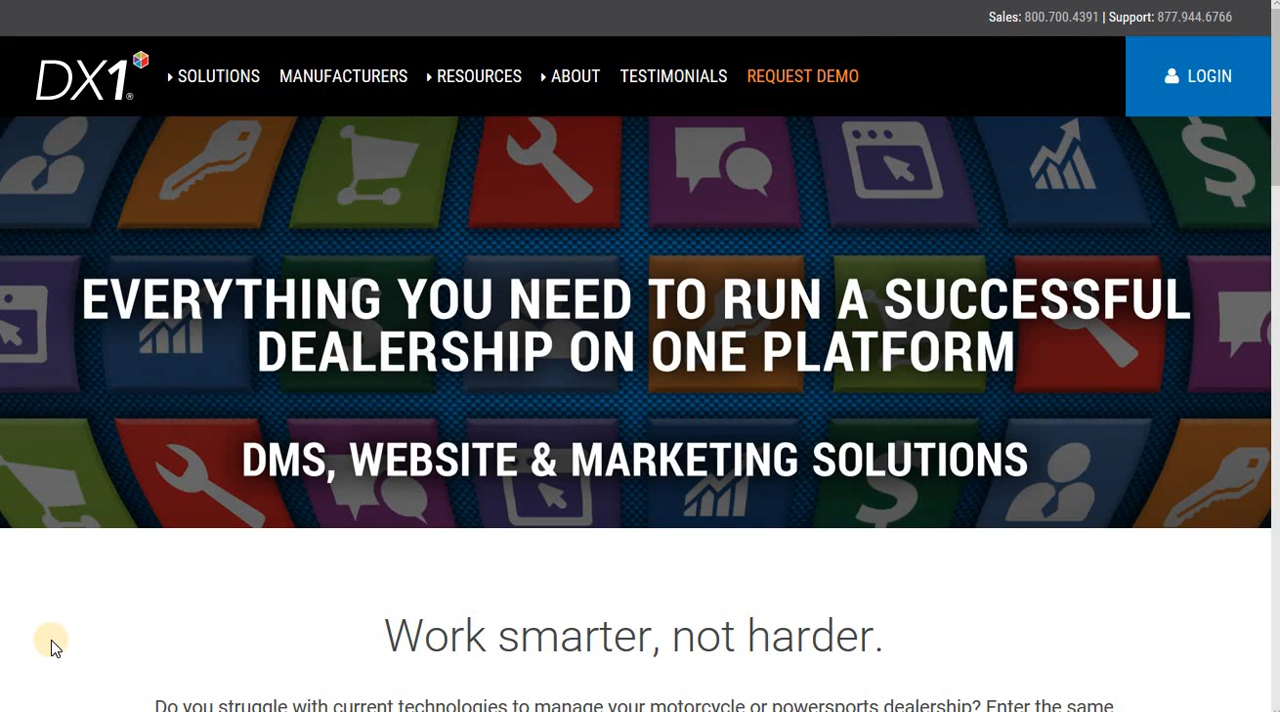 Sales: 800.700.4391 | Support: 877.944.6766
DX1®
SOLUTIONS MANUFACTURERS RESOURCES ABOUT TESTIMONIALS REQUEST DEMO LOGIN
EVERYTHING YOU NEED TO RUN A SUCCESSFUL
DEALERSHIP ON ONE PLATFORM
DMS, WEBSITE & MARKETING SOLUTIONS
Work smarter, not harder.
Do you struggle with current technologies to manage your motorcycle or powersports dealership? Enter the same